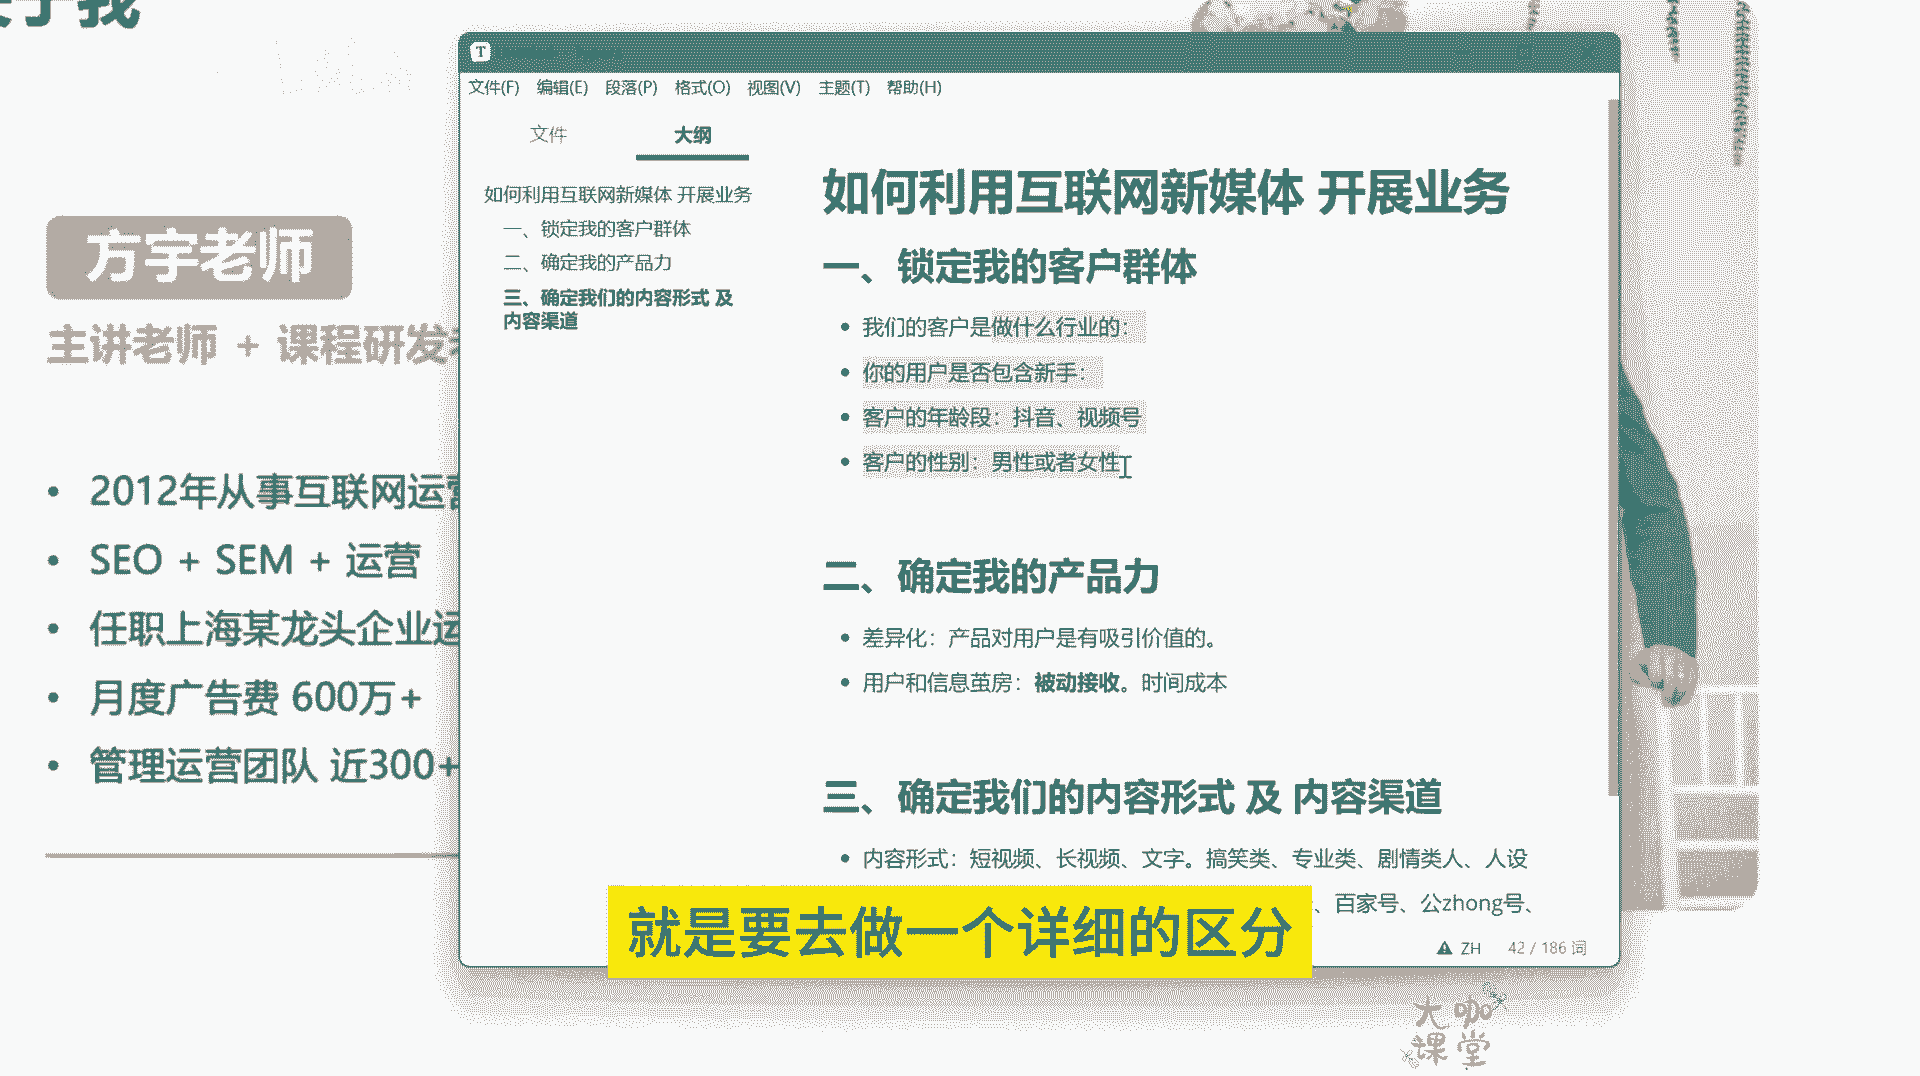 于我
方宇老师
主讲老师 + 课程研发
• 2012年从事互联网运营
• SEO + SEM + 运营
• 任职上海某龙头企业运
• 月度广告费 600万+
• 管理运营团队 近300+
T
文件(F) 编辑(E) 段落(P) 格式(O) 视图(V) 主题(T) 帮助(H)
文件 大纲
如何利用互联网新媒体 开展业务
一、锁定我的客户群体
二、确定我的产品力
三、确定我们的内容形式 及
内容渠道
如何利用互联网新媒体 开展业务
一、锁定我的客户群体
• 我们的客户是做什么行业的：
• 你的用户是否包含新手：
• 客户的年龄段：抖音、视频号
• 客户的性别：男性或者女性
二、确定我的产品力
• 差异化：产品对用户是有吸引价值的。
• 用户和信息茧房：被动接收。时间成本
三、确定我们的内容形式 及 内容渠道
• 内容形式：短视频、长视频、文字。搞笑类、专业类、剧情类人、人设
、百家号、公zhong号、
就是要去做一个详细的区分
ZH 42 / 186 词
大咖
课堂